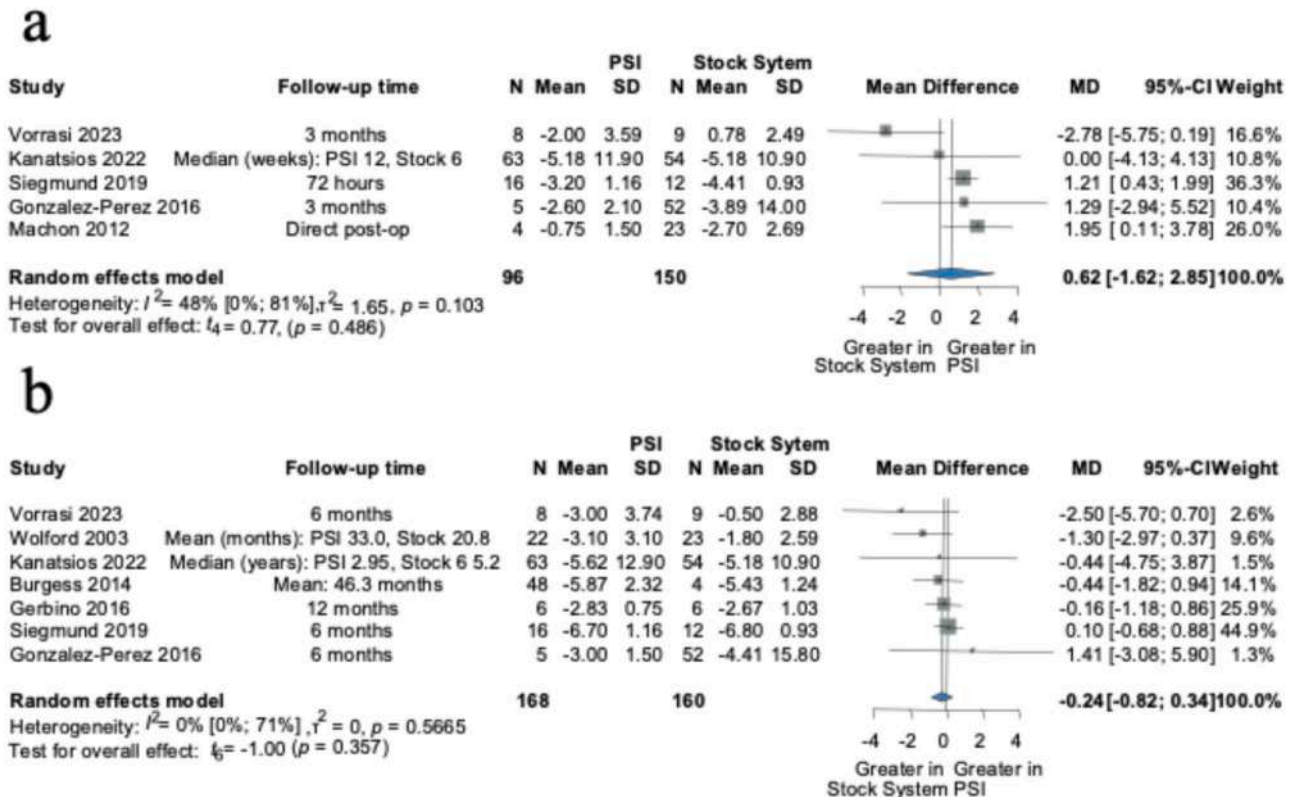 a
PSI Stock Sytem
Study Follow-up time N Mean SD N Mean SD Mean Difference MD 95%-CI Weight
Vorrasi 2023 3 months 8 -2.00 3.59 9 0.78 2.49 -2.78 [-5.75; 0.19] 16.6%
Kanatsios 2022 Median (weeks): PSI 12, Stock 6 63 -5.18 11.90 54 -5.18 10.90 0.00 [-4.13; 4.13] 10.8%
Siegmund 2019 72 hours 16 -3.20 1.16 12 -4.41 0.93 1.21 [ 0.43; 1.99] 36.3%
Gonzalez-Perez 2016 3 months 5 -2.60 2.10 52 -3.89 14.00 1.29 [-2.94; 5.52] 10.4%
Machon 2012 Direct post-op 4 -0.75 1.50 23 -2.70 2.69 1.95 [ 0.11; 3.78] 26.0%
Random effects model 96 150 0.62 [-1.62; 2.85] 100.0%
Heterogeneity: I² = 48% [0%; 81%], τ² = 1.65, p = 0.103
Test for overall effect: t₄ = 0.77, (p = 0.486)
-4 -2 0 2 4
Greater in Greater in
Stock System PSI
b
PSI Stock Sytem
Study Follow-up time N Mean SD N Mean SD Mean Difference MD 95%-CI Weight
Vorrasi 2023 6 months 8 -3.00 3.74 9 -0.50 2.88 -2.50 [-5.70; 0.70] 2.6%
Wolford 2003 Mean (months): PSI 33.0, Stock 20.8 22 -3.10 3.10 23 -1.80 2.59 -1.30 [-2.97; 0.37] 9.6%
Kanatsios 2022 Median (years): PSI 2.95, Stock 6 5.2 63 -5.62 12.90 54 -5.18 10.90 -0.44 [-4.75; 3.87] 1.5%
Burgess 2014 Mean: 46.3 months 48 -5.87 2.32 4 -5.43 1.24 -0.44 [-1.82; 0.94] 14.1%
Gerbino 2016 12 months 6 -2.83 0.75 6 -2.67 1.03 -0.16 [-1.18; 0.86] 25.9%
Siegmund 2019 6 months 16 -6.70 1.16 12 -6.80 0.93 0.10 [-0.68; 0.88] 44.9%
Gonzalez-Perez 2016 6 months 5 -3.00 1.50 52 -4.41 15.80 1.41 [-3.08; 5.90] 1.3%
Random effects model 168 160 -0.24 [-0.82; 0.34] 100.0%
Heterogeneity: I² = 0% [0%; 71%] , τ² = 0, p = 0.5665
Test for overall effect: t₆ = -1.00 (p = 0.357)
-4 -2 0 2 4
Greater in Greater in
Stock System PSI